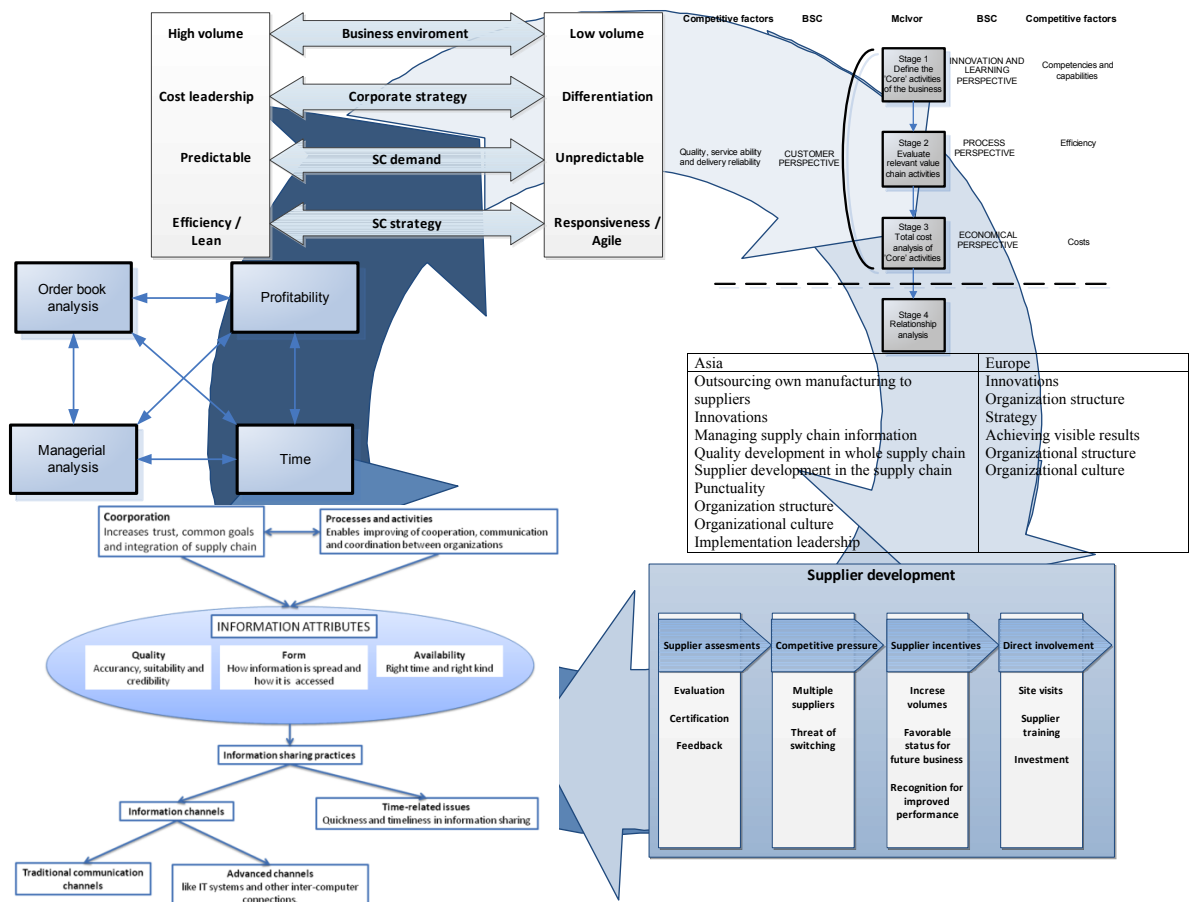 High volume
Business enviroment
Low volume
Cost leadership
Corporate strategy
Differentiation
Predictable
SC demand
Unpredictable
Efficiency /
Lean
SC strategy
Responsiveness /
Agile
Competitive factors
BSC
McIvor
BSC
Competitive factors
Stage 1
Define the
'Core' activities
of the business
INNOVATION AND
LEARNING
PERSPECTIVE
Competencies and
capabilities
Quality, service ability
and delivery reliability
CUSTOMER
PERSPECTIVE
Stage 2
Evaluate
relevant value
chain activities
PROCESS
PERSPECTIVE
Efficiency
Stage 3
Total cost
analysis of
'Core' activities
ECONOMICAL
PERSPECTIVE
Costs
Stage 4
Relationship
analysis
Order book
analysis
Profitability
Managerial
analysis
Time
Asia
Outsourcing own manufacturing to
suppliers
Innovations
Managing supply chain information
Quality development in whole supply chain
Supplier development in the supply chain
Punctuality
Organization structure
Organizational culture
Implementation leadership
Europe
Innovations
Organization structure
Strategy
Achieving visible results
Organizational structure
Organizational culture
Coorporation
Increases trust, common goals
and integration of supply chain
Processes and activities
Enables improving of cooperation, communication
and coordination between organizations
INFORMATION ATTRIBUTES
Quality
Accurancy, suitability and
credibility
Form
How information is spread and
how it is accessed
Availability
Right time and right kind
Information sharing practices
Information channels
Time-related issues
Quickness and timeliness in information sharing
Traditional communication
channels
Advanced channels
like IT systems and other inter-computer
connections.
Supplier development
Supplier assesments
Competitive pressure
Supplier incentives
Direct involvement
Evaluation
Certification
Feedback
Multiple
suppliers
Threat of
switching
Increse
volumes
Favorable
status for
future business
Recognition for
improved
performance
Site visits
Supplier
training
Investment